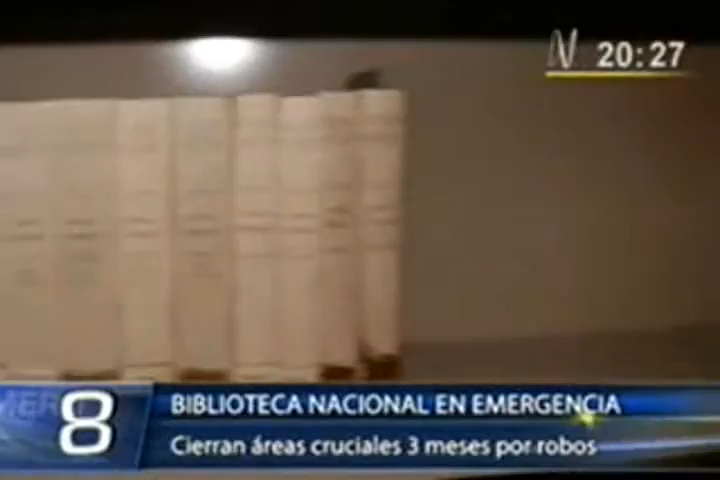 N 20:27
8
BIBLIOTECA NACIONAL EN EMERGENCIA
Cierran áreas cruciales 3 meses por robos